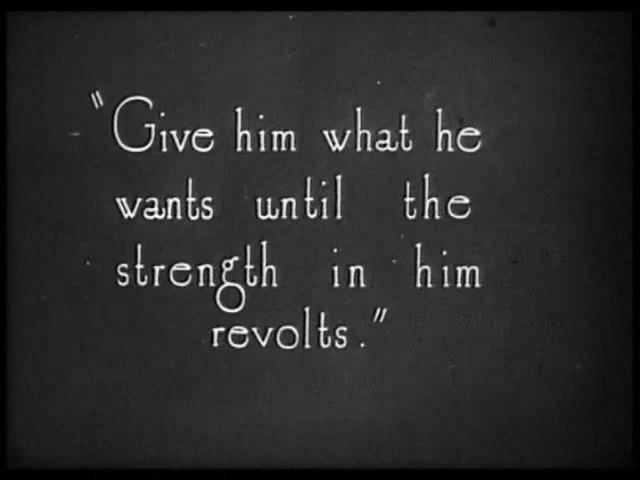 "Give him what he
wants until the
strength in him
revolts."